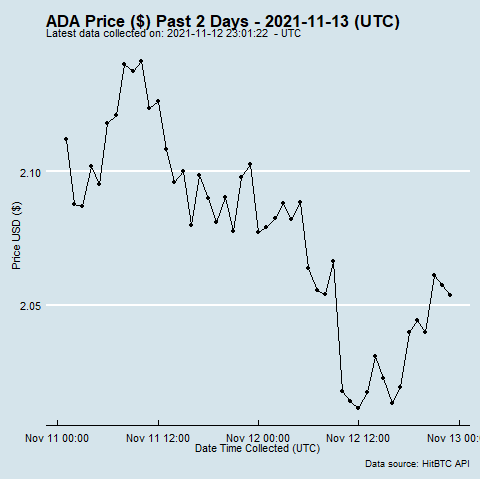 ADA Price ($) Past 2 Days - 2021-11-13 (UTC)
Latest data collected on: 2021-11-12 23:01:22 - UTC
2.10
Price USD ($)
2.05
Nov 11 00:00 Nov 11 12:00 Nov 12 00:00 Nov 12 12:00 Nov 13 00:
Date Time Collected (UTC)
Data source: HitBTC API